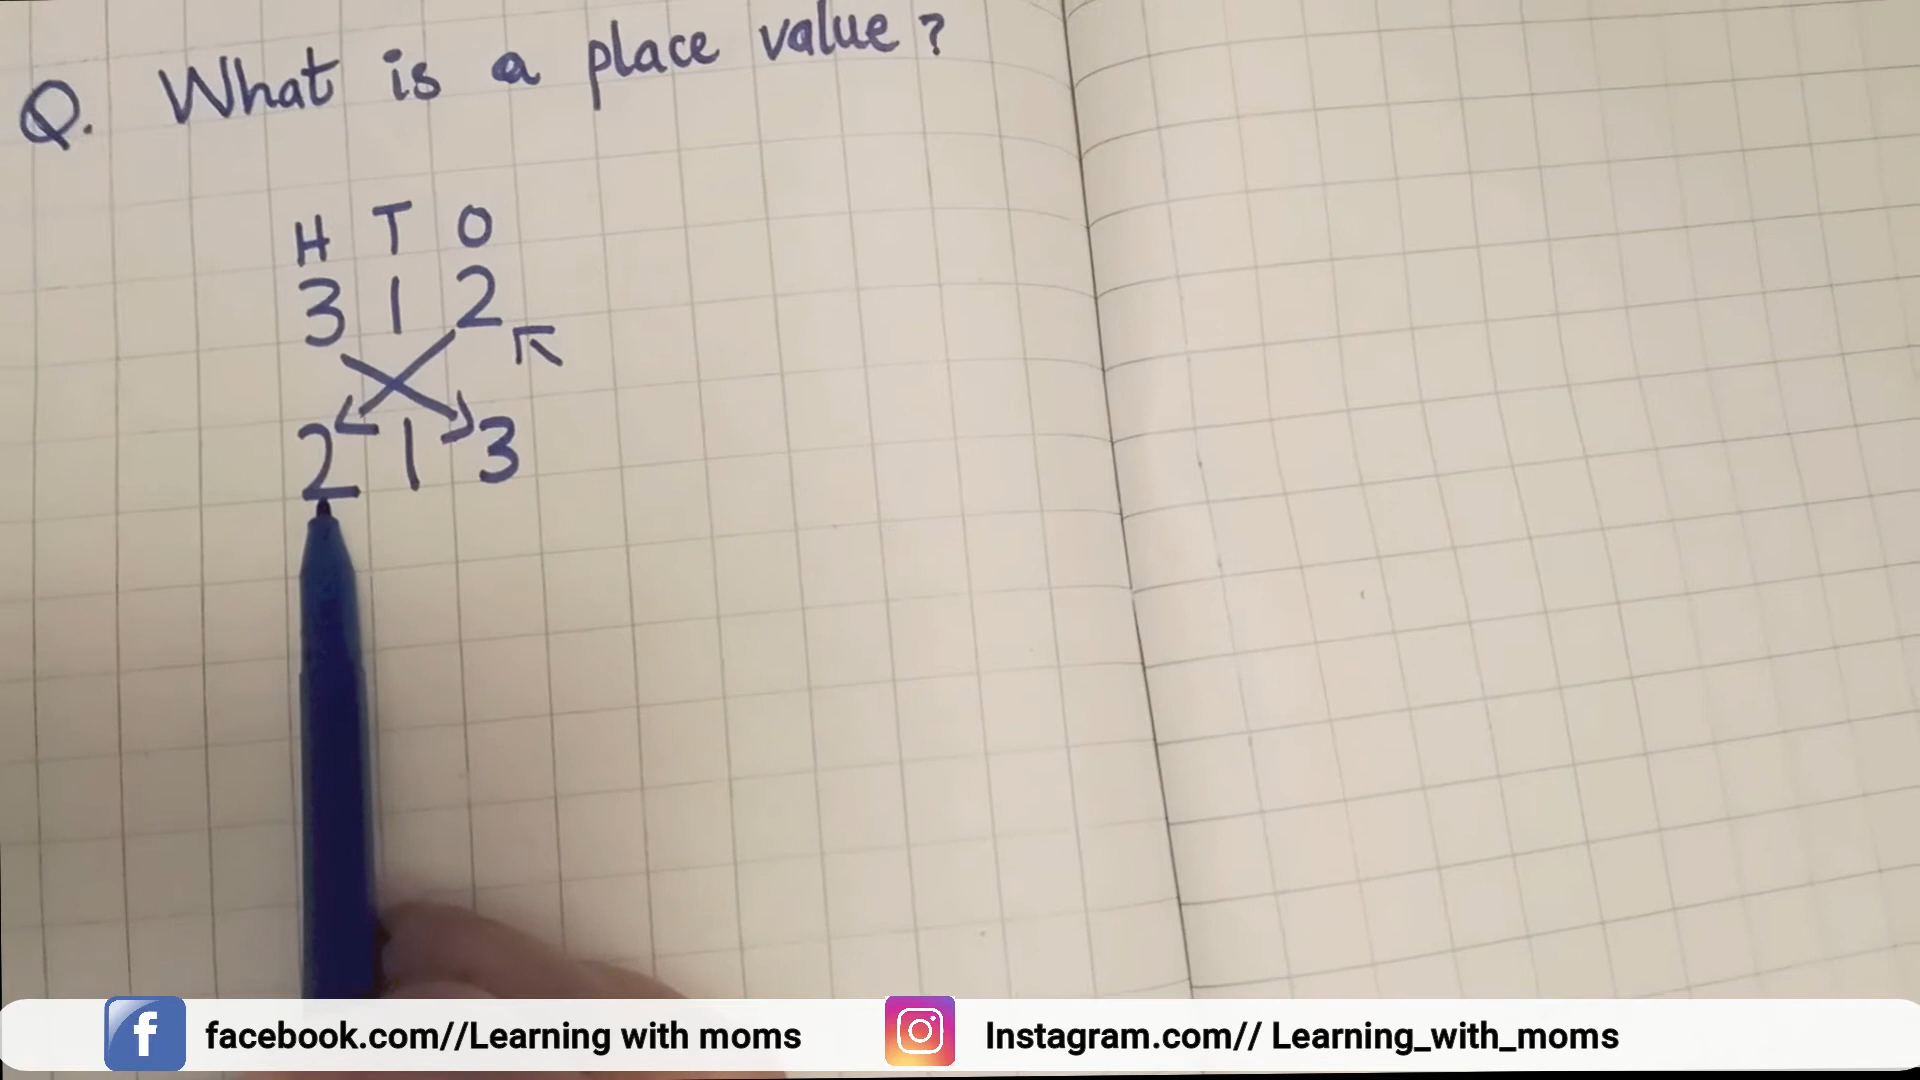 Q. What is a place value?
H T O
3 1 2
2 1 3
facebook.com//Learning with moms
Instagram.com// Learning_with_moms